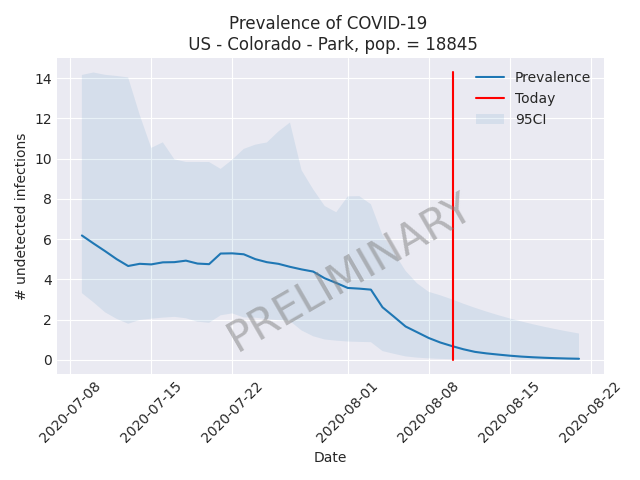 Prevalence of COVID-19
US - Colorado - Park, pop. = 18845
# undetected infections
14
12
10
8
6
4
2
0
Prevalence
Today
95CI
PRELIMINARY
2020-07-08
2020-07-15
2020-07-22
2020-08-01
2020-08-08
2020-08-15
2020-08-22
Date